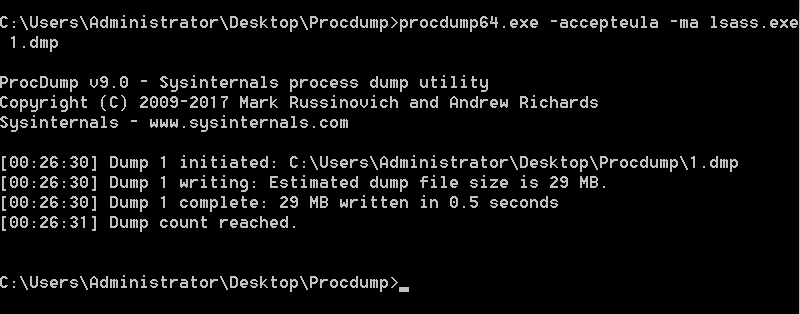 C:\Users\Administrator\Desktop\Procdump>procdump64.exe -accepteula -ma lsass.exe
1.dmp
ProcDump v9.0 - Sysinternals process dump utility
Copyright (C) 2009-2017 Mark Russinovich and Andrew Richards
Sysinternals - www.sysinternals.com
[00:26:30] Dump 1 initiated: C:\Users\Administrator\Desktop\Procdump\1.dmp
[00:26:30] Dump 1 writing: Estimated dump file size is 29 MB.
[00:26:30] Dump 1 complete: 29 MB written in 0.5 seconds
[00:26:31] Dump count reached.
C:\Users\Administrator\Desktop\Procdump>_